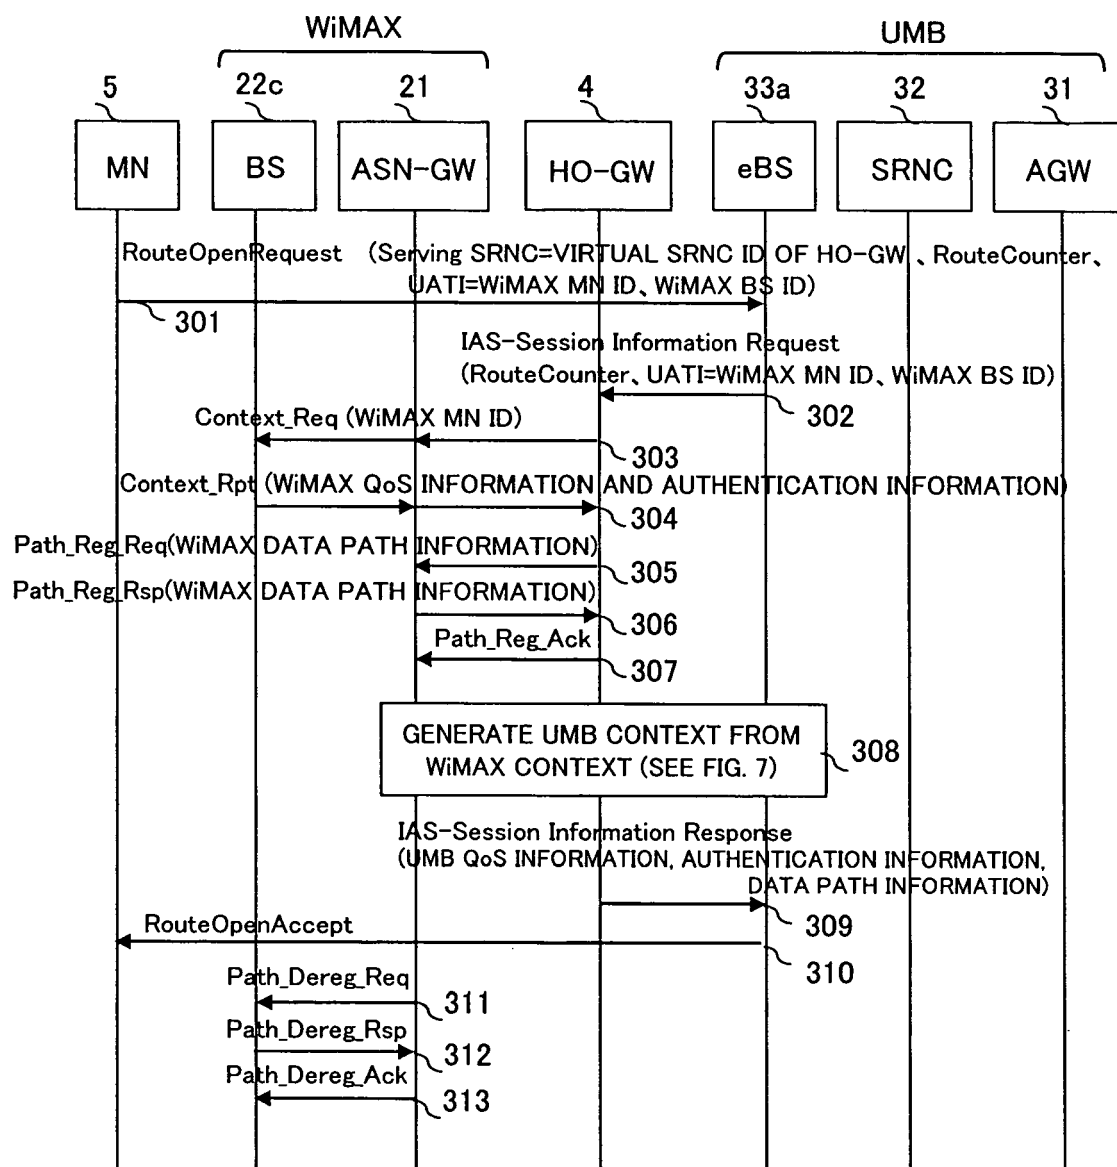 WiMAX UMB
5 22c 21 4 33a 32 31
MN BS ASN-GW HO-GW eBS SRNC AGW
RouteOpenRequest (Serving SRNC=VIRTUAL SRNC ID OF HO-GW、RouteCounter、
UATI=WiMAX MN ID、WiMAX BS ID)
301
IAS-Session Information Request
(RouteCounter、UATI=WiMAX MN ID、WiMAX BS ID)
302
Context_Req (WiMAX MN ID)
303
Context_Rpt (WiMAX QoS INFORMATION AND AUTHENTICATION INFORMATION)
304
Path_Reg_Req(WiMAX DATA PATH INFORMATION)
305
Path_Reg_Rsp(WiMAX DATA PATH INFORMATION)
306
Path_Reg_Ack
307
GENERATE UMB CONTEXT FROM
WiMAX CONTEXT (SEE FIG. 7)
308
IAS-Session Information Response
(UMB QoS INFORMATION, AUTHENTICATION INFORMATION,
DATA PATH INFORMATION)
309
RouteOpenAccept
310
Path_Dereg_Req
311
Path_Dereg_Rsp
312
Path_Dereg_Ack
313